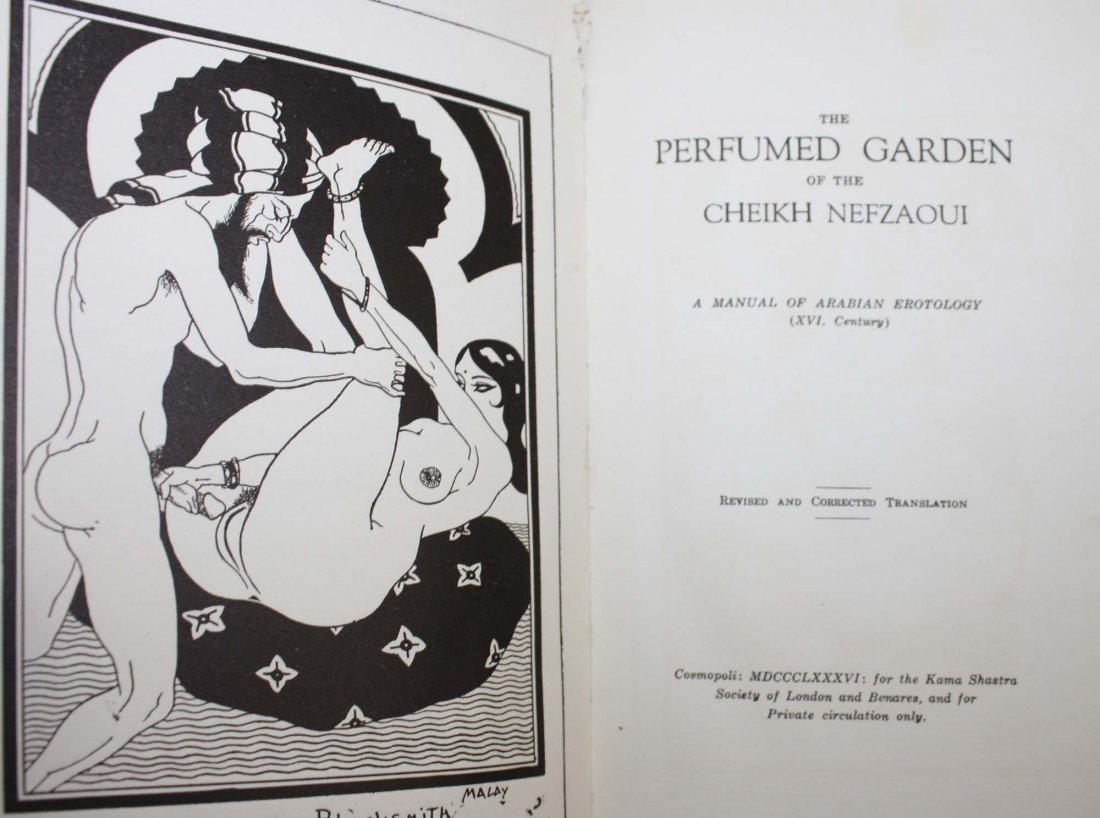 MALAY
THE
PERFUMED GARDEN
OF THE
CHEIKH NEFZAOUI
A MANUAL OF ARABIAN EROTOLOGY
(XVI. Century)
REVISED AND CORRECTED TRANSLATION
Cosmopoli: MDCCCLXXXVI: for the Kama Shastra
Society of London and Benares, and for
Private circulation only.